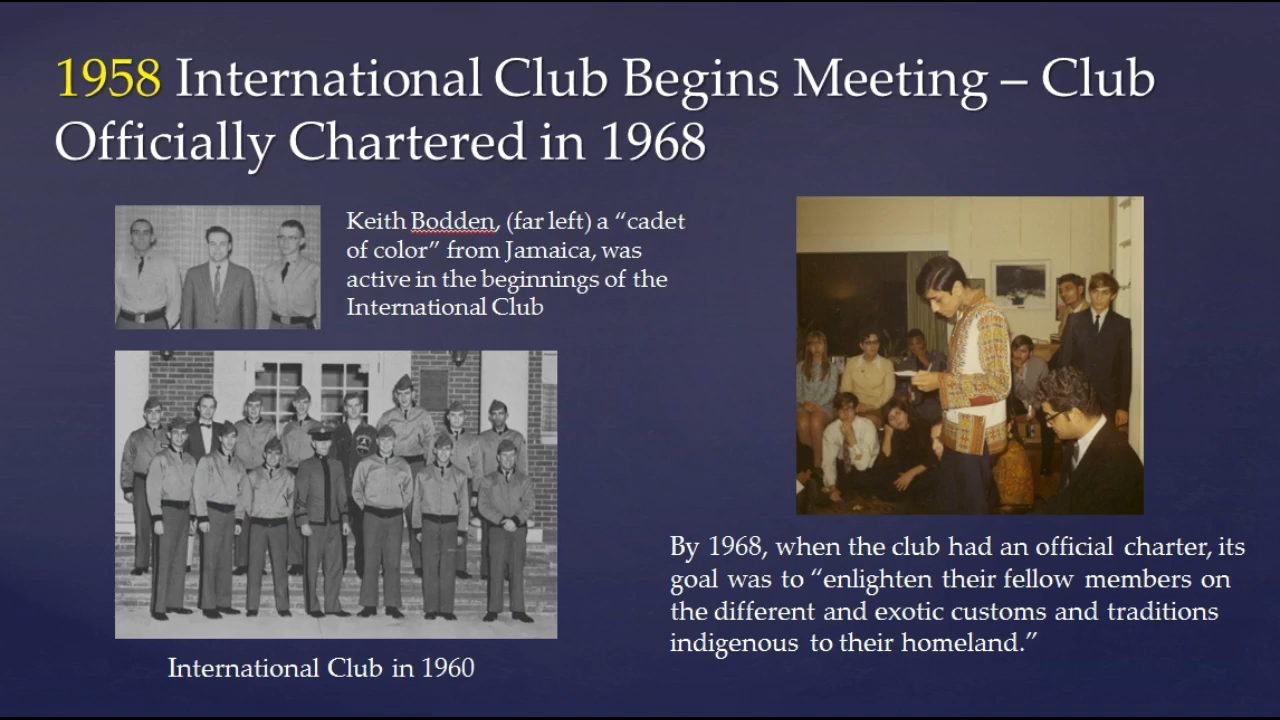 1958 International Club Begins Meeting – Club
Officially Chartered in 1968
Keith Bodden, (far left) a “cadet
of color” from Jamaica, was
active in the beginnings of the
International Club
By 1968, when the club had an official charter, its
goal was to “enlighten their fellow members on
the different and exotic customs and traditions
indigenous to their homeland.”
International Club in 1960